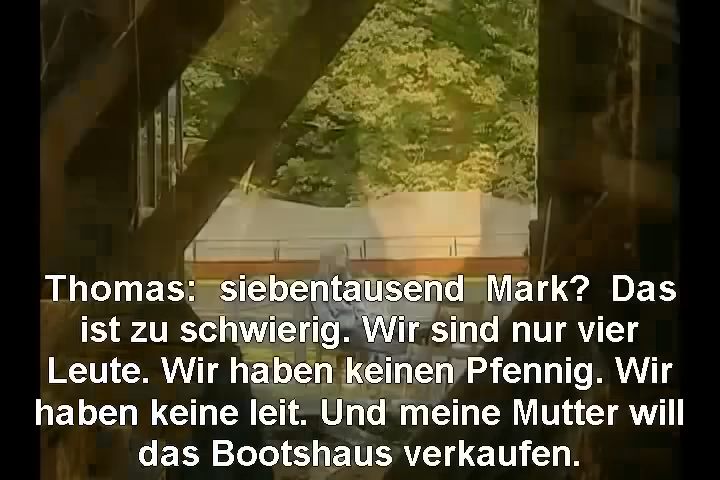 Thomas: siebentausend Mark? Das
ist zu schwierig. Wir sind nur vier
Leute. Wir haben keinen Pfennig. Wir
haben keine leit. Und meine Mutter will
das Bootshaus verkaufen.